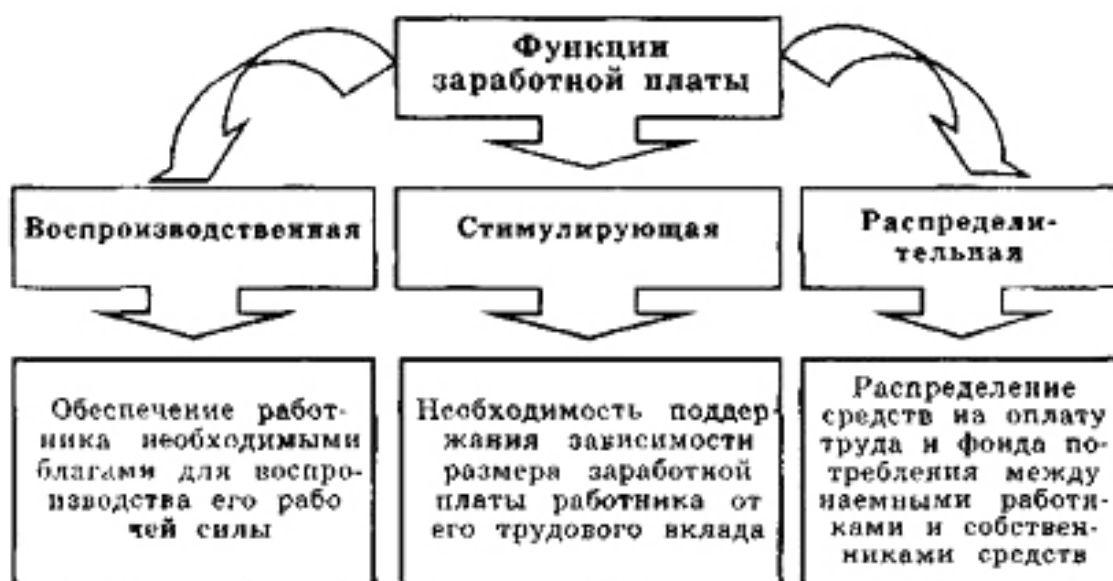 Функции
заработной платы
Воспроизводственная
Стимулирующая
Распредели-
тельная
Обеспечение работ-
ника необходимыми
благами для воспро-
изводства его рабо
чей силы
Необходимость поддер-
жания зависимости
размера заработной
платы работника от
его трудового вклада
Распределение
средств на оплату
труда и фонда по-
требления между
наемными работн-
ками и собствен-
никами средств